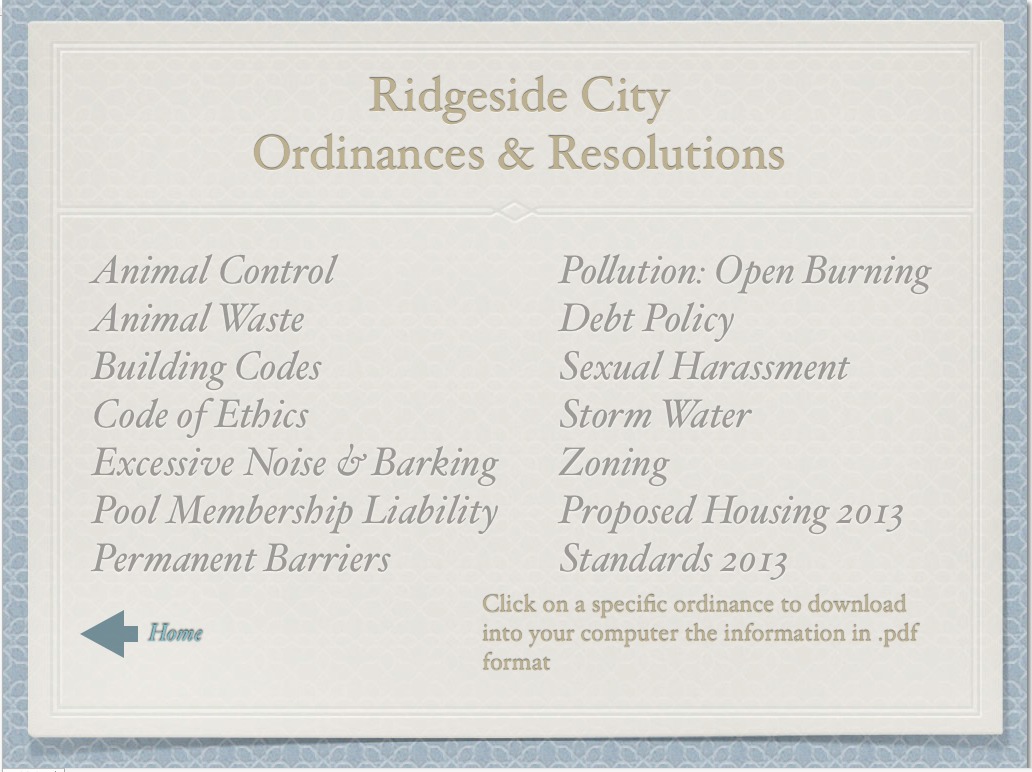 Ridgeside City
Ordinances & Resolutions
Animal Control
Animal Waste
Building Codes
Code of Ethics
Excessive Noise & Barking
Pool Membership Liability
Permanent Barriers
Pollution: Open Burning
Debt Policy
Sexual Harassment
Storm Water
Zoning
Proposed Housing 2013
Standards 2013
Click on a specific ordinance to download
into your computer the information in .pdf
format
Home